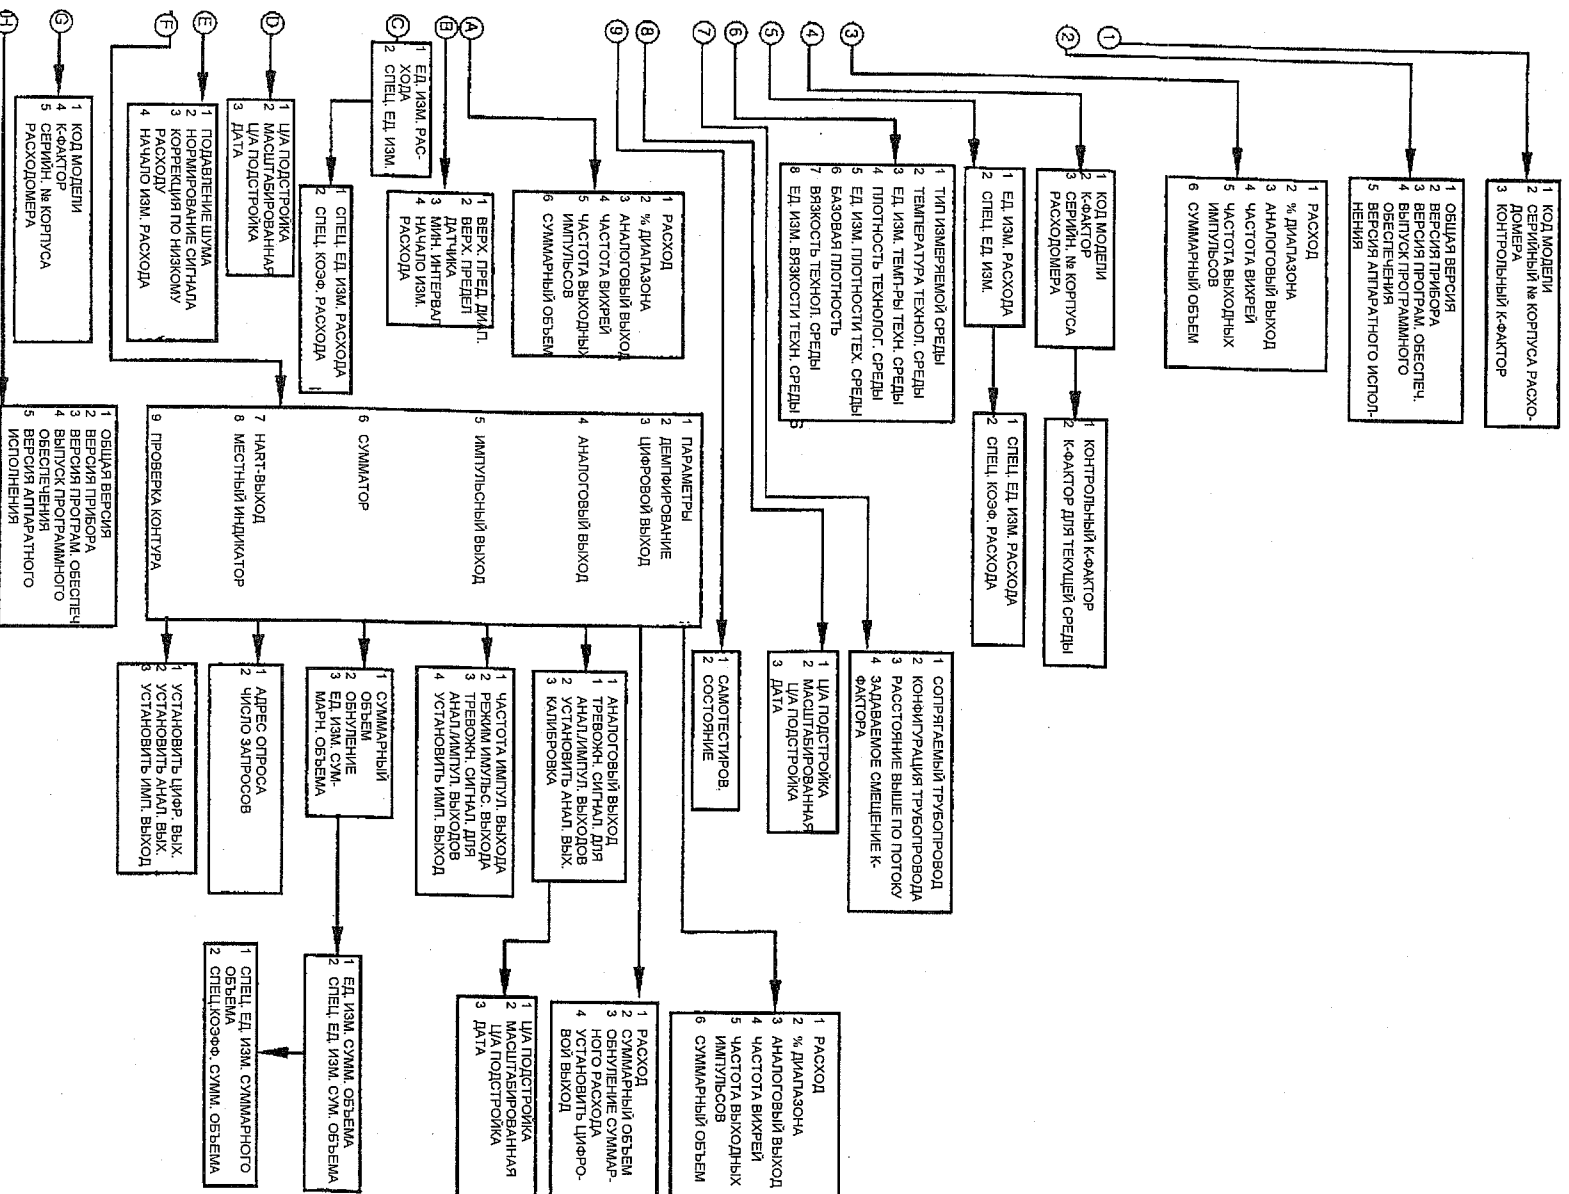 1
1 КОД МОДЕЛИ
2 СЕРИЙНЫЙ № КОРПУСА РАСХО-
ДОМЕРА
3 КОНТРОЛЬНЫЙ К-ФАКТОР
2
1 ОБЩАЯ ВЕРСИЯ
2 ВЕРСИЯ ПРИБОРА
3 ВЕРСИЯ ПРОГРАМ. ОБЕСПЕЧ.
4 ВЫПУСК ПРОГРАММНОГО
ОБЕСПЕЧЕНИЯ
5 ВЕРСИЯ АППАРАТНОГО ИСПОЛ-
НЕНИЯ
3
1 РАСХОД
2 % ДИАПАЗОНА
3 АНАЛОГОВЫЙ ВЫХОД
4 ЧАСТОТА ВИХРЕЙ
5 ЧАСТОТА ВЫХОДНЫХ
ИМПУЛЬСОВ
6 СУММАРНЫЙ ОБЪЕМ
4
1 КОД МОДЕЛИ
2 К-ФАКТОР
3 СЕРИЙН. № КОРПУСА
РАСХОДОМЕРА
1 КОНТРОЛЬНЫЙ К-ФАКТОР
2 К-ФАКТОР ДЛЯ ТЕКУЩЕЙ СРЕДЫ
5
1 ЕД. ИЗМ. РАСХОДА
2 СПЕЦ. ЕД. ИЗМ.
1 СПЕЦ. ЕД. ИЗМ. РАСХОДА
2 СПЕЦ. КОЭФ. РАСХОДА
6
1 ТИП ИЗМЕРЯЕМОЙ СРЕДЫ
2 ТЕМПЕРАТУРА ТЕХНОЛ. СРЕДЫ
3 ЕД. ИЗМ. ТЕМП-РЫ ТЕХН. СРЕДЫ
4 ПЛОТНОСТЬ ТЕХНОЛОГ. СРЕДЫ
5 ЕД. ИЗМ. ПЛОТНОСТИ ТЕХ. СРЕДЫ
6 БАЗОВАЯ ПЛОТНОСТЬ
7 ВЯЗКОСТЬ ТЕХНОЛ. СРЕДЫ
8 ЕД. ИЗМ. ВЯЗКОСТИ ТЕХН. СРЕДЫ
7
1 СОПРЯГАЕМЫЙ ТРУБОПРОВОД
2 КОНФИГУРАЦИЯ ТРУБОПРОВОДА
3 РАССТОЯНИЕ ВЫШЕ ПО ПОТОКУ
4 ЗАДАВАЕМОЕ СМЕЩЕНИЕ К-
ФАКТОРА
8
1 Ц/А ПОДСТРОЙКА
2 МАСШТАБИРОВАННАЯ
Ц/А ПОДСТРОЙКА
3 ДАТА
9
1 САМОТЕСТИРОВ.
2 СОСТОЯНИЕ
A
1 РАСХОД
2 % ДИАПАЗОНА
3 АНАЛОГОВЫЙ ВЫХОД
4 ЧАСТОТА ВИХРЕЙ
5 ЧАСТОТА ВЫХОДНЫХ
ИМПУЛЬСОВ
6 СУММАРНЫЙ ОБЪЕМ
B
1 ВЕРХ. ПРЕД. ДИАП.
2 ВЕРХ. ПРЕДЕЛ
ДАТЧИКА
3 МИН. ИНТЕРВАЛ
4 НАЧАЛО ИЗМ.
РАСХОДА
C
1 ЕД. ИЗМ. РАС-
ХОДА
2 СПЕЦ. ЕД. ИЗМ.
1 СПЕЦ. ЕД. ИЗМ. РАСХОДА
2 СПЕЦ. КОЭФ. РАСХОДА
D
1 Ц/А ПОДСТРОЙКА
2 МАСШТАБИРОВАННАЯ
Ц/А ПОДСТРОЙКА
3 ДАТА
E
1 ПОДАВЛЕНИЕ ШУМА
2 НОРМИРОВАНИЕ СИГНАЛА
3 КОРРЕКЦИЯ ПО НИЗКОМУ
РАСХОДУ
4 НАЧАЛО ИЗМ. РАСХОДА
F
1 ПАРАМЕТРЫ
2 ДЕМПФИРОВАНИЕ
3 ЦИФРОВОЙ ВЫХОД
4 АНАЛОГОВЫЙ ВЫХОД
5 ИМПУЛЬСНЫЙ ВЫХОД
6 СУММАТОР
7 HART-ВЫХОД
8 МЕСТНЫЙ ИНДИКАТОР
9 ПРОВЕРКА КОНТУРА
1 РАСХОД
2 % ДИАПАЗОНА
3 АНАЛОГОВЫЙ ВЫХОД
4 ЧАСТОТА ВИХРЕЙ
5 ЧАСТОТА ВЫХОДНЫХ
ИМПУЛЬСОВ
6 СУММАРНЫЙ ОБЪЕМ
1 РАСХОД
2 СУММАРНЫЙ ОБЪЕМ
3 ОБНУЛЕНИЕ СУММАР-
НОГО РАСХОДА
4 УСТАНОВИТЬ ЦИФРО-
ВОЙ ВЫХОД
1 АНАЛОГОВЫЙ ВЫХОД
1 ТРЕВОЖН. СИГНАЛ. ДЛЯ
АНАЛ./ИМПУЛ. ВЫХОДОВ
2 УСТАНОВИТЬ АНАЛ. ВЫХ.
3 КАЛИБРОВКА
1 Ц/А ПОДСТРОЙКА
2 МАСШТАБИРОВАННАЯ
Ц/А ПОДСТРОЙКА
3 ДАТА
1 ЧАСТОТА ИМПУЛ. ВЫХОДА
2 РЕЖИМ ИМУЛЬС. ВЫХОДА
3 ТРЕВОЖН. СИГНАЛ. ДЛЯ
АНАЛ./ИМПУЛ. ВЫХОДОВ
4 УСТАНОВИТЬ ИМП. ВЫХОД
1 СУММАРНЫЙ
ОБЪЕМ
2 ОБНУЛЕНИЕ
3 ЕД. ИЗМ. СУМ-
МАРН. ОБЪЕМА
1 ЕД. ИЗМ. СУММ. ОБЪЕМА
2 СПЕЦ. ЕД. ИЗМ. СУМ. ОБЪЕМА
1 СПЕЦ. ЕД. ИЗМ. СУММАРНОГО
ОБЪЕМА
2 СПЕЦ.КОЭФФ. СУММ. ОБЪЕМА
1 АДРЕС ОПРОСА
2 ЧИСЛО ЗАПРОСОВ
1 УСТАНОВИТЬ ЦИФР. ВЫХ.
2 УСТАНОВИТЬ АНАЛ. ВЫХ.
3 УСТАНОВИТЬ ИМП. ВЫХОД
G
1 КОД МОДЕЛИ
4 К-ФАКТОР
5 СЕРИЙН. № КОРПУСА
РАСХОДОМЕРА
H
1 ОБЩАЯ ВЕРСИЯ
2 ВЕРСИЯ ПРИБОРА
3 ВЕРСИЯ ПРОГРАМ. ОБЕСПЕЧ
4 ВЫПУСК ПРОГРАММНОГО
ОБЕСПЕЧЕНИЯ
5 ВЕРСИЯ АППАРАТНОГО
ИСПОЛНЕНИЯ